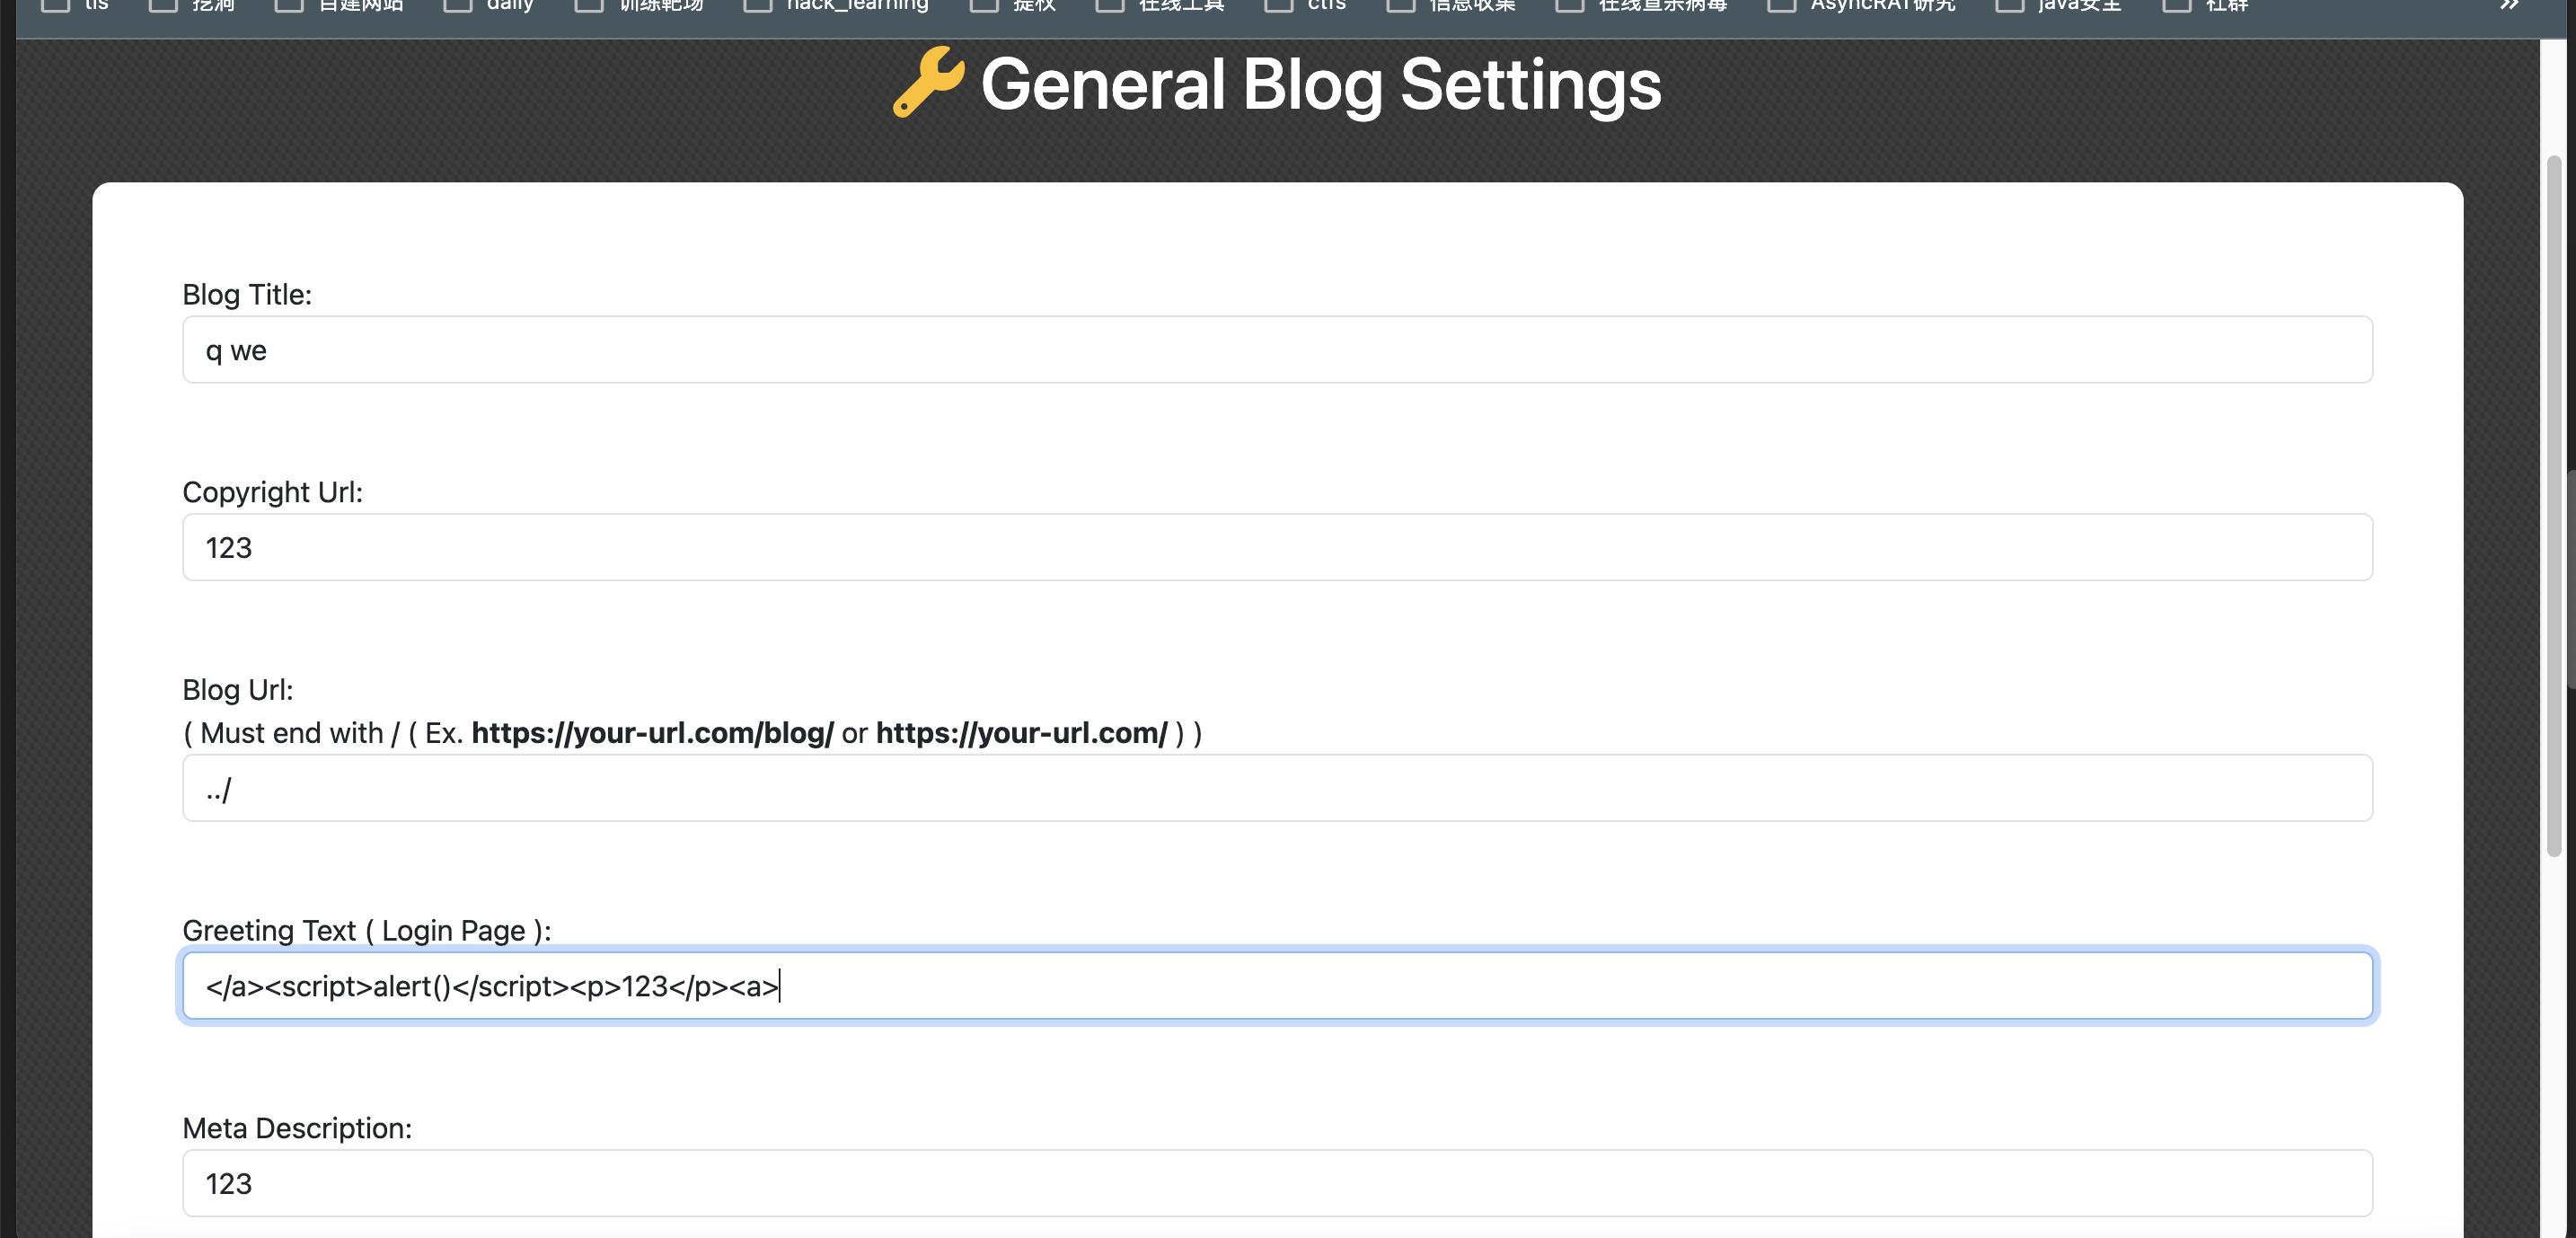 tls 挖洞 自建网站 daily 训练靶场 hack_learning 提权 在线工具 ctfs 信息收集 在线查杀病毒 AsyncRAT研究 java安全 社群
General Blog Settings
Blog Title:
q we
Copyright Url:
123
Blog Url:
( Must end with / ( Ex. https://your-url.com/blog/ or https://your-url.com/ ) )
../
Greeting Text ( Login Page ):
</a><script>alert()</script><p>123</p><a>
Meta Description:
123